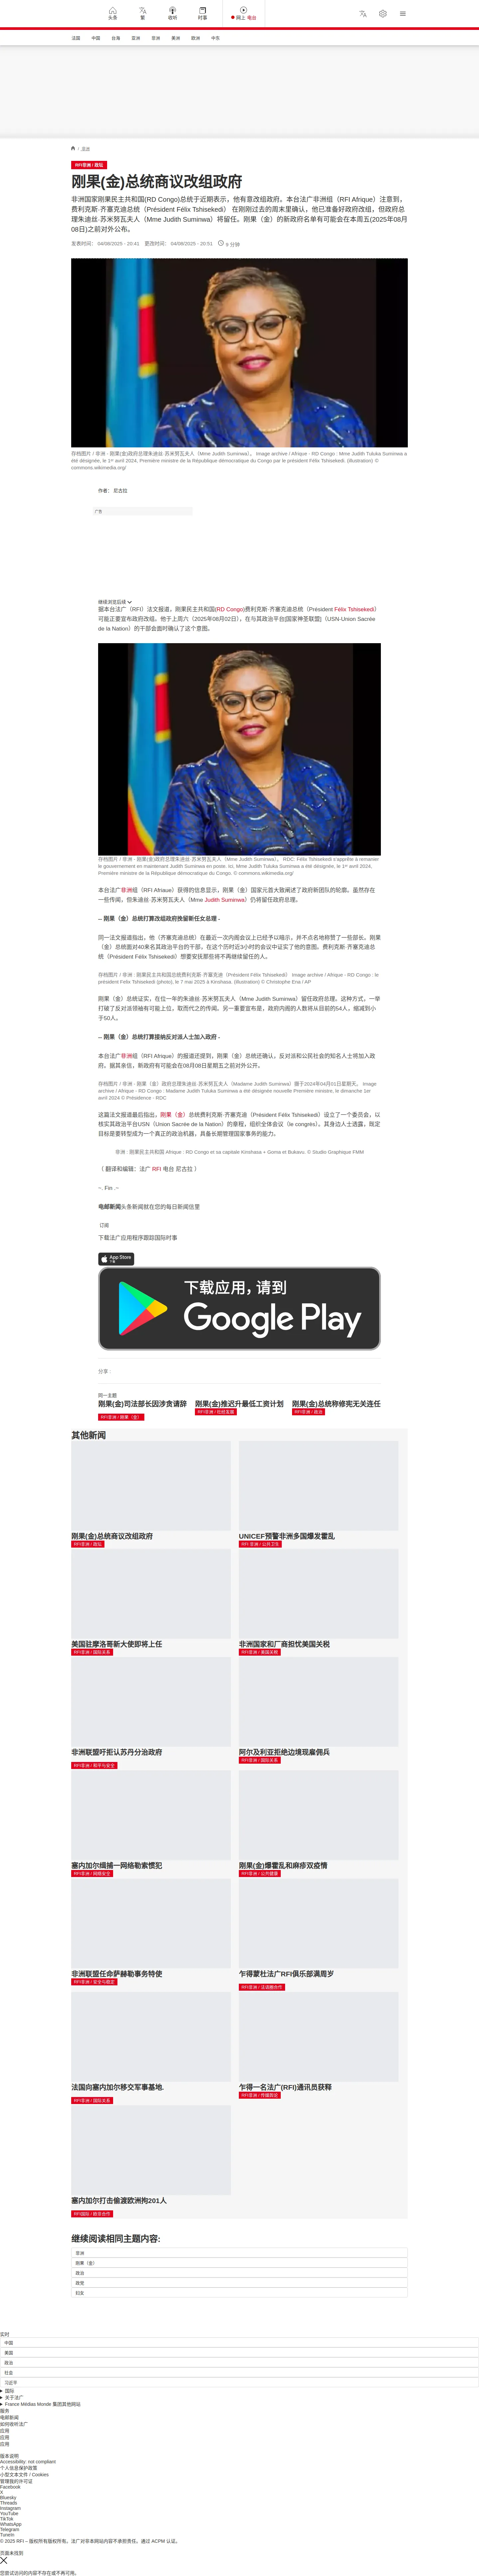 头条
繁
收听
时事
网上 电台
法国
中国
台海
亚洲
非洲
美洲
欧洲
中东
/ 非洲
RFI非洲 / 政坛
刚果(金)总统商议改组政府
非洲国家刚果民主共和国(RD Congo)总统于近期表示，他有意改组政府。本台法广非洲组（RFI Afrique）注意到，
费利克斯·齐塞克迪总统（Président Félix Tshisekedi） 在刚刚过去的周末里确认，他已准备好政府改组，但政府总
理朱迪丝·苏米努瓦夫人（Mme Judith Suminwa）将留任。刚果（金）的新政府名单有可能会在本周五(2025年08月
08日)之前对外公布。
发表时间： 04/08/2025 - 20:41 更改时间： 04/08/2025 - 20:51 9 分钟
存档图片 / 非洲 - 刚果(金)政府总理朱迪丝·苏米努瓦夫人（Mme Judith Suminwa）。 Image archive / Afrique - RD Congo : Mme Judith Tuluka Suminwa a
été désignée, le 1ᵉʳ avril 2024, Première ministre de la République démocratique du Congo par le président Félix Tshisekedi. (Illustration) ©
commons.wikimedia.org/
作者： 尼古拉
广告
继续浏览后续
据本台法广（RFI）法文报道，刚果民主共和国(RD Congo)费利克斯·齐塞克迪总统（Président Félix Tshisekedi）
可能正要宣布政府改组。他于上周六（2025年08月02日），在与其政治平台[国家神圣联盟]（USN-Union Sacrée
de la Nation）的干部会面时确认了这个意图。
存档图片 / 非洲 - 刚果(金)政府总理朱迪丝·苏米努瓦夫人（Mme Judith Suminwa）。 RDC: Félix Tshisekedi s'apprête à remanier
le gouvernement en maintenant Judith Suminwa en poste. Ici, Mme Judith Tuluka Suminwa a été désignée, le 1ᵉʳ avril 2024,
Première ministre de la République démocratique du Congo. © commons.wikimedia.org/
本台法广非洲组（RFI Afrique）获得的信息显示，刚果（金）国家元首大致阐述了政府新团队的轮廓。虽然存在
一些传闻，但朱迪丝·苏米努瓦夫人（Mme Judith Suminwa）仍将留任政府总理。
-- 刚果（金）总统打算改组政府挽留新任女总理 -
同一法文报道指出，他（齐塞克迪总统）在最近一次内阁会议上已经予以暗示，并不点名地称赞了一些部长。刚果
（金）总统面对40来名其政治平台的干部，在这个历时近3小时的会议中证实了他的意图。费利克斯·齐塞克迪总
统（Président Félix Tshisekedi）想要优先选择那些将不再继续留任的人。
存档图片 / 非洲 : 刚果民主共和国总统费利克斯·齐塞克迪（Président Félix Tshisekedi） Image archive / Afrique - RD Congo : le
président Félix Tshisekedi (photo), le 7 mai 2025 à Kinshasa. (Illustration) © Christophe Ena / AP
刚果（金）总统证实，在位一年的朱迪丝·苏米努瓦夫人（Mme Judith Suminwa）留任政府总理。这种方式，一举
打破了反对派领袖有可能上位，取而代之的传闻。另一重要宣布是，政府内阁的人数将从目前的54人，缩减到小
于50人。
-- 刚果（金）总统打算接纳反对派人士加入政府 -
本台法广非洲组（RFI Afrique）的报道还提到，刚果（金）总统还确认，反对派和公民社会的知名人士将加入政
府。据其亲信，新政府有可能会在08月08日星期五之前对外公开。
存档图片 / 非洲 - 刚果（金）政府总理朱迪丝·苏米努瓦夫人（Madame Judith Suminwa）摄于2024年04月01日星期天。 Image
archive / Afrique - RD Congo : Madame Judith Tuluka Suminwa a été désignée nouvelle Première ministre, le dimanche 1er
avril 2024 © Présidence - RDC
这篇法文报道最后指出，刚果（金）总统费利克斯·齐塞克迪（Président Félix Tshisekedi）设立了一个委员会，以
核实其政治平台USN（Union Sacrée de la Nation）的章程，组织全体会议（le congrès）。其身边人士透露，既定
目标是要转型成为一个真正的政治机器，具备长期管理国家事务的能力。
非洲 : 刚果民主共和国 Afrique : RD Congo et sa capitale Kinshasa + Goma et Bukavu. © Studio Graphique FMM
（ 翻译和编辑：法广 RFI 电台 尼古拉 ）
~. Fin .~
电邮新闻头条新闻就在您的每日新闻信里
订阅
下载法广应用程序跟踪国际时事
App Store
下载
下载应用，请到
Google Play
分享 :
同一主题
刚果(金)司法部长因涉贪请辞
RFI非洲 / 刚果（金）
刚果(金)推迟升最低工资计划
RFI非洲 / 社经发展
刚果(金)总统称修宪无关连任
RFI非洲 / 政治
其他新闻
刚果(金)总统商议改组政府
RFI非洲 / 政坛
UNICEF预警非洲多国爆发霍乱
RFI 非洲 / 公共卫生
美国驻摩洛哥新大使即将上任
RFI非洲 / 国际关系
非洲国家和厂商担忧美国关税
RFI非洲 / 美国关税
非洲联盟吁拒认苏丹分治政府
RFI非洲 / 和平与安全
阿尔及利亚拒绝边境现雇佣兵
RFI非洲 / 国际关系
塞内加尔缉捕一网络勒索惯犯
RFI非洲 / 网络安全
刚果(金)爆霍乱和麻疹双疫情
RFI非洲 / 公共健康
非洲联盟任命萨赫勒事务特使
RFI非洲 / 安全与稳定
乍得蒙杜法广RFI俱乐部满周岁
RFI非洲 / 法语圈合作
法国向塞内加尔移交军事基地.
RFI非洲 / 国际关系
乍得一名法广(RFI)通讯员获释
RFI非洲 / 传媒舆论
塞内加尔打击偷渡欧洲拘201人
RFI国际 / 欧非合作
继续阅读相同主题内容:
非洲
刚果（金）
政治
政党
妇女
实时
中国
美国
政治
社会
习近平
国际
关于法广
France Médias Monde 集团其他网站
服务
电邮新闻
如何收听法广
应用
应用
应用
版本说明
Accessibility: not compliant
个人信息保护政策
小型文本文件 / Cookies
管理我的许可证
Facebook
X
Bluesky
Threads
Instagram
YouTube
TikTok
WhatsApp
Telegram
TuneIn
© 2025 RFI – 版权所有版权所有。法广对非本网站内容不承担责任。通过 ACPM 认证。
页面未找到
您尝试访问的内容不存在或不再可用。